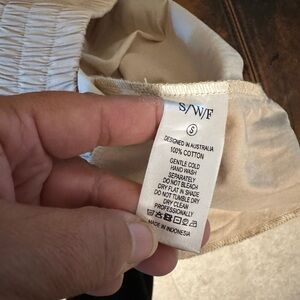 S/W/F
S
DESIGNED IN AUSTRALIA
100% COTTON
GENTLE COLD
HAND WASH
SEPARATELY
DO NOT BLEACH
DRY FLAT IN SHADE
DO NOT TUMBLE DRY
DRY CLEAN
PROFESSIONALLY
MADE IN INDONESIA